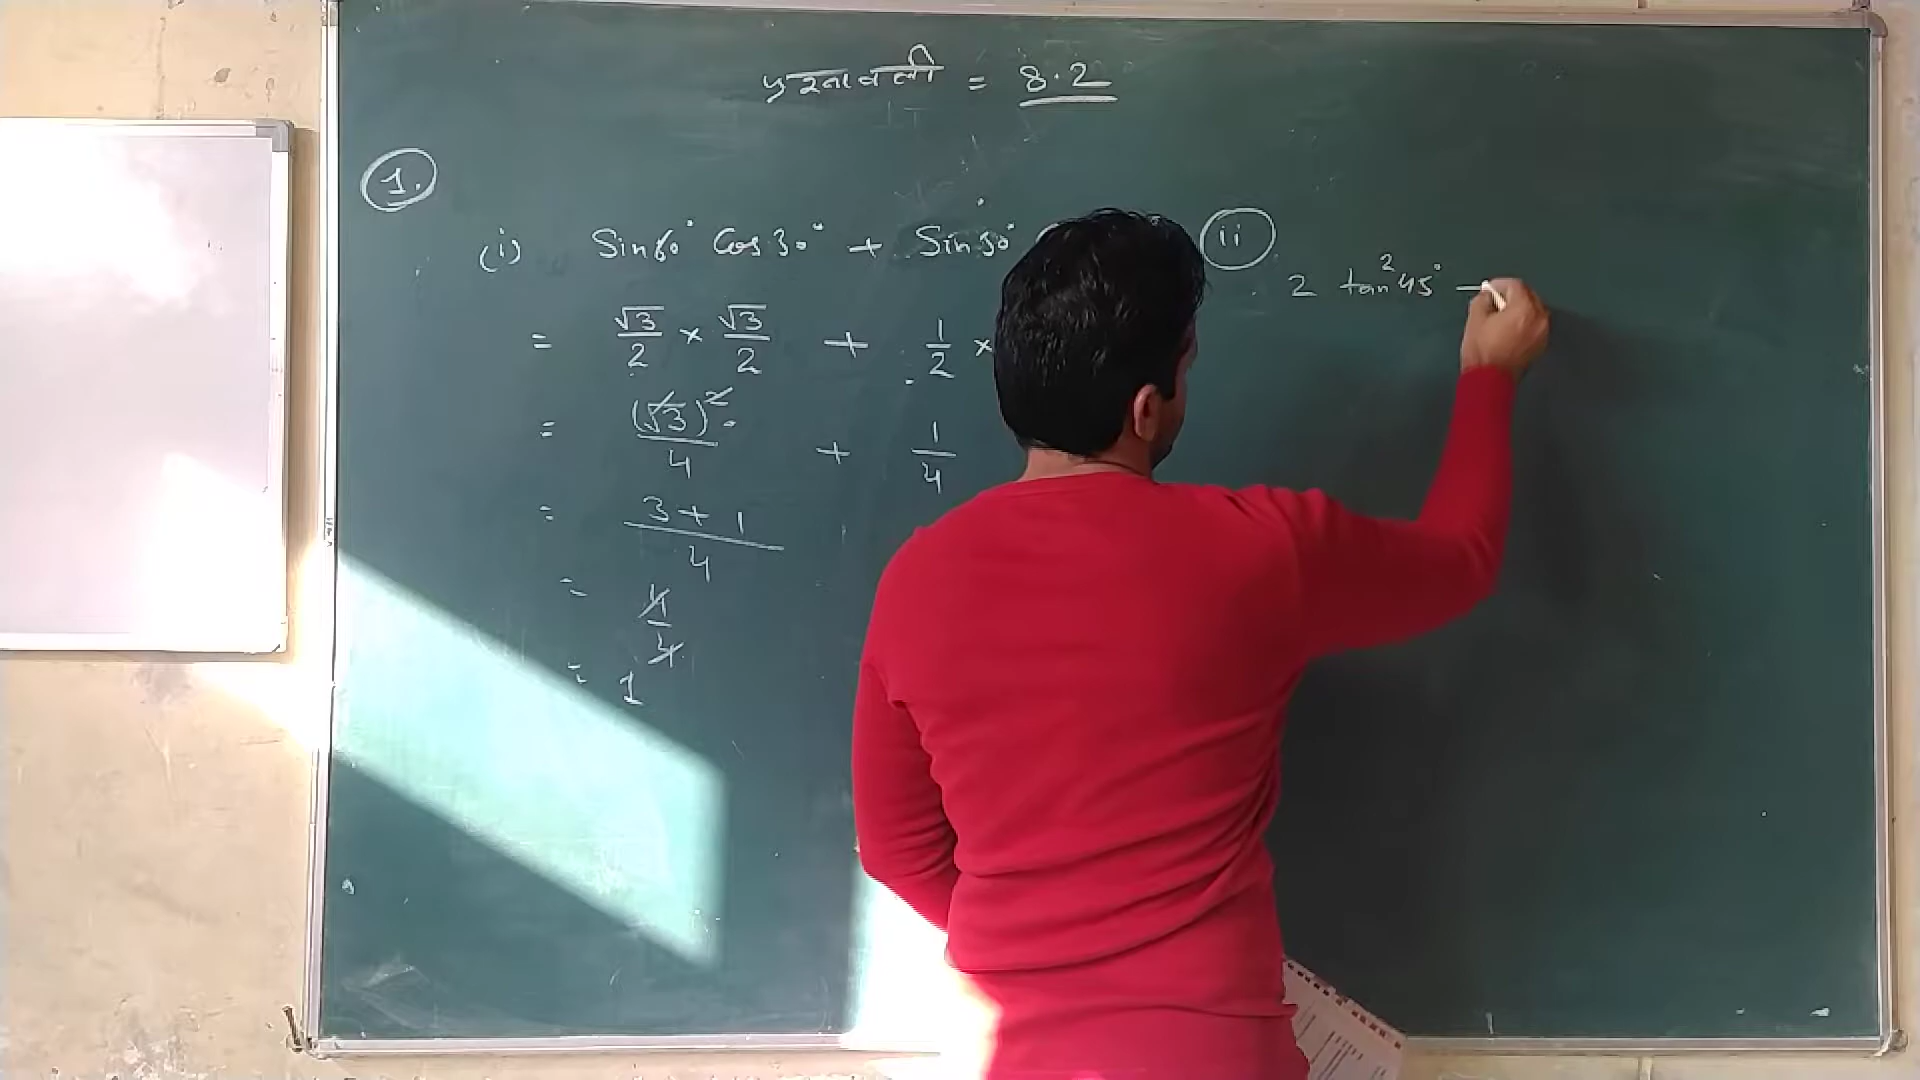 प्रश्नावली = 8.2
1.
(i) Sin60° Cos30° + Sin30°
= √3/2 × √3/2 + 1/2 ×
= (√3)²/4 + 1/4
= 3+1/4
= 4/4
= 1
ii
2 tan²45° –